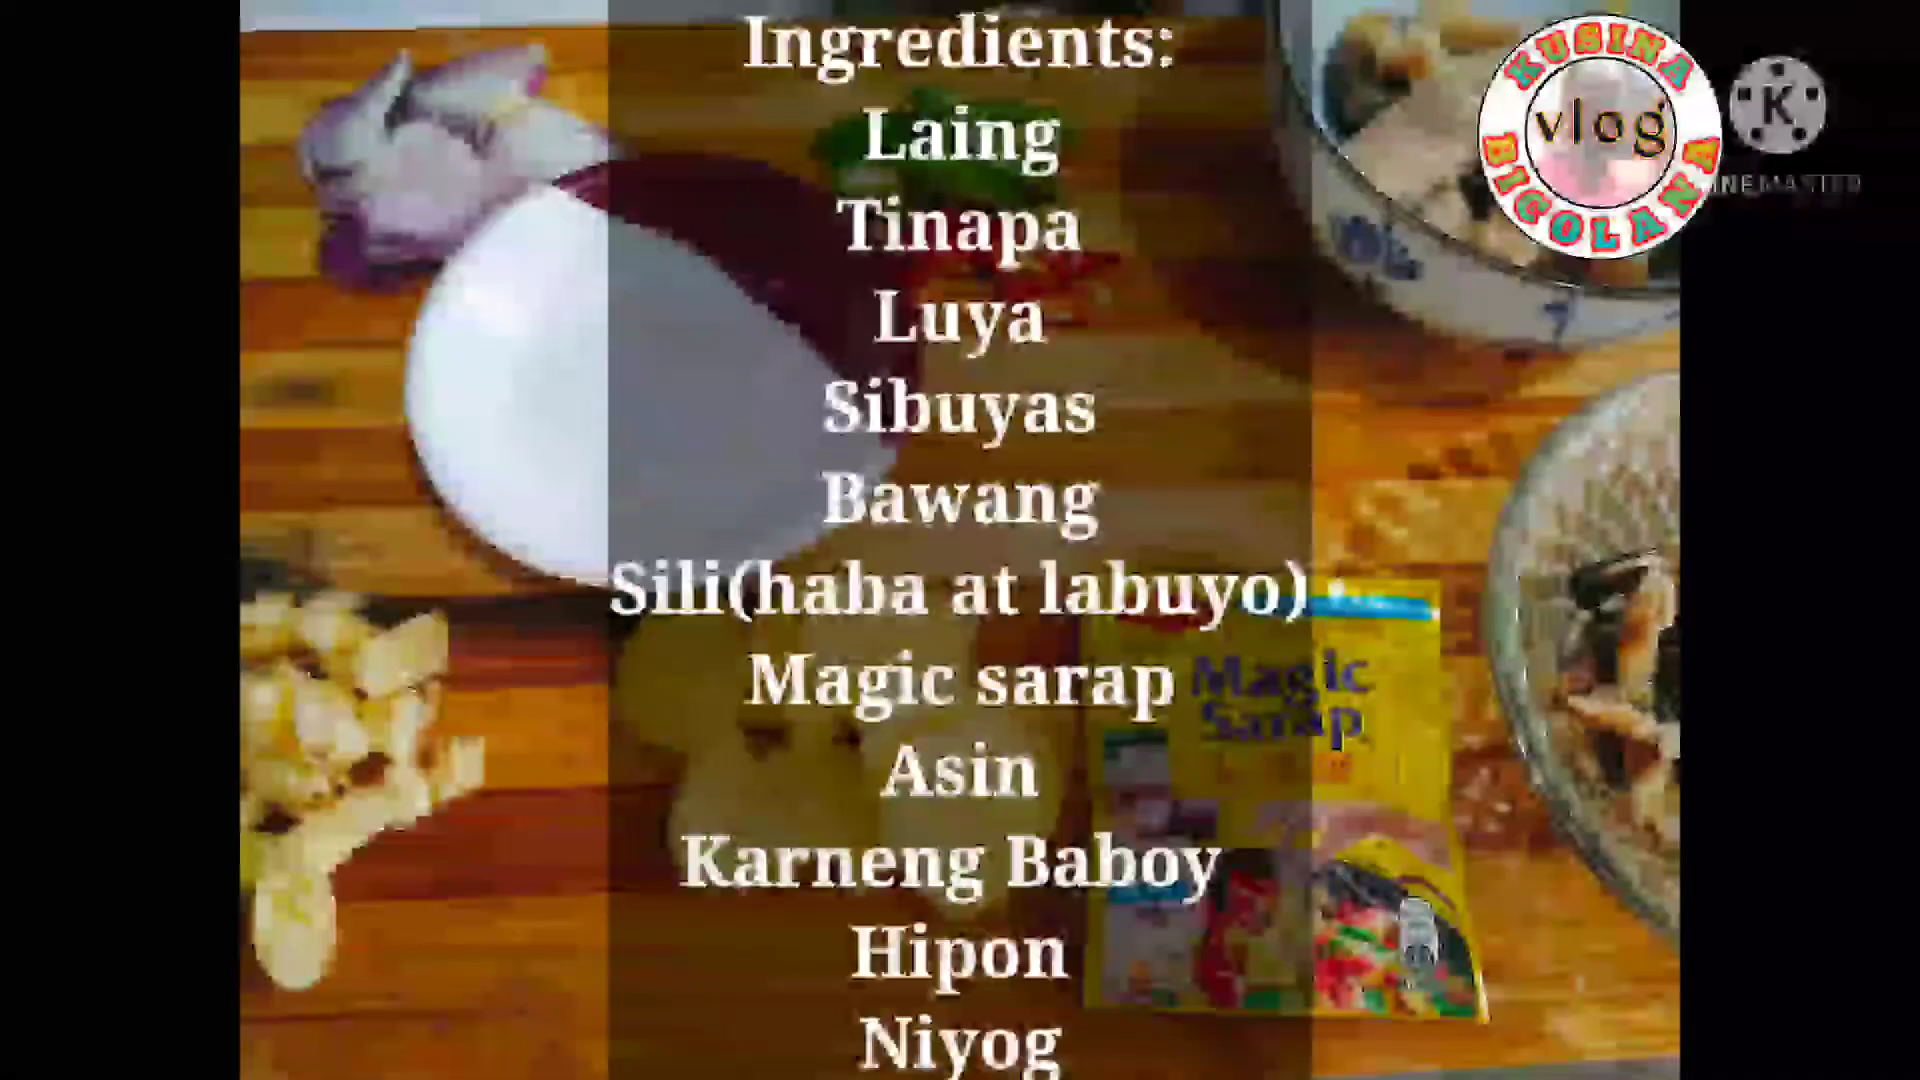 Ingredients:
Laing
Tinapa
Luya
Sibuyas
Bawang
Sili(haba at labuyo)
Magic sarap
Asin
Karneng Baboy
Hipon
Niyog
Magic
Sarap
KUSINA
vlog
BICOLANA
K
INEMASTER